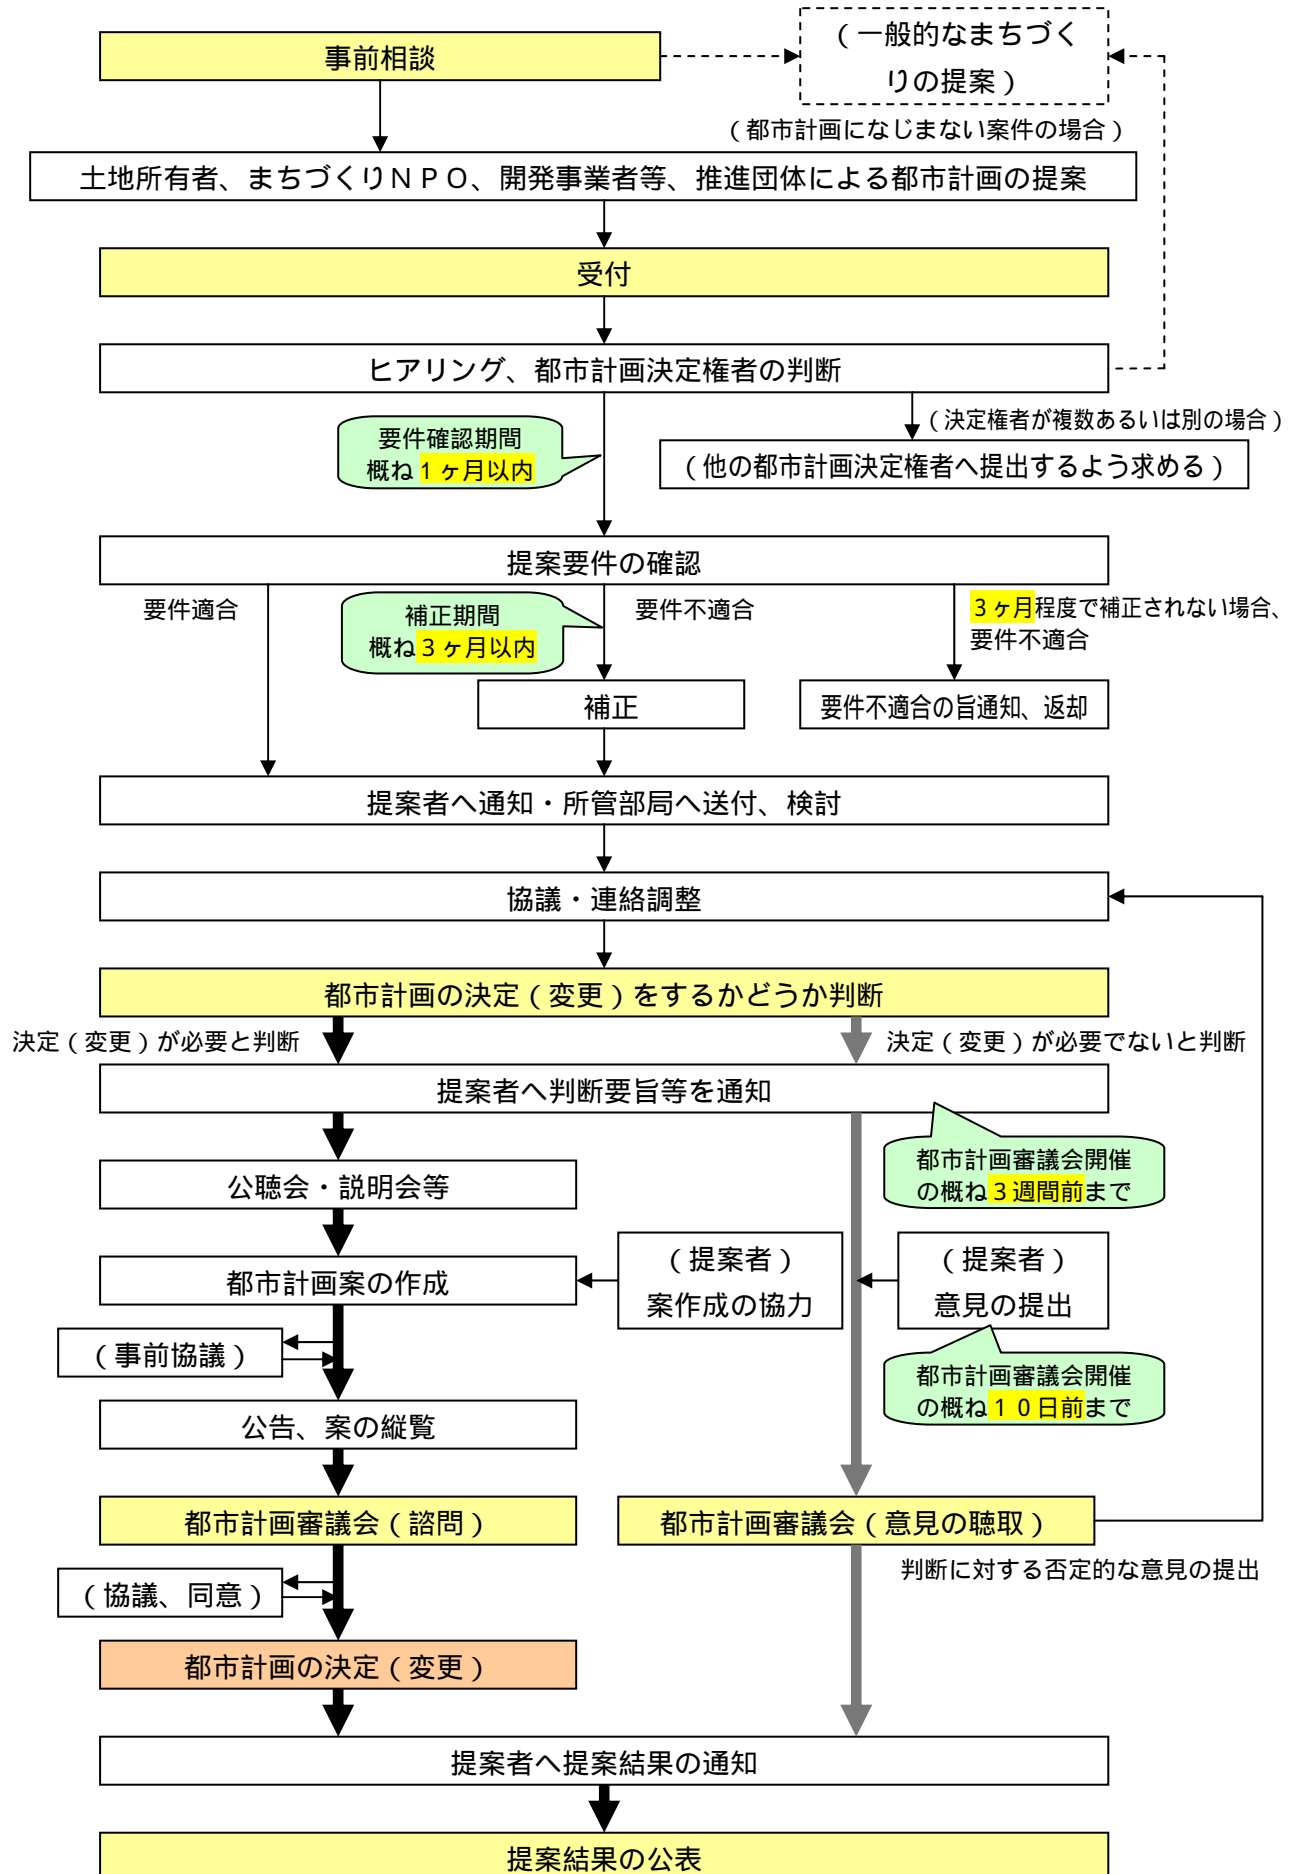 事前相談
（一般的なまちづく
りの提案）
（都市計画になじまない案件の場合）
土地所有者、まちづくりＮＰＯ、開発事業者等、推進団体による都市計画の提案
受付
ヒアリング、都市計画決定権者の判断
要件確認期間
概ね１ヶ月以内
（決定権者が複数あるいは別の場合）
（他の都市計画決定権者へ提出するよう求める）
提案要件の確認
要件適合
補正期間
概ね３ヶ月以内
要件不適合
３ヶ月程度で補正されない場合、
要件不適合
補正
要件不適合の旨通知、返却
提案者へ通知・所管部局へ送付、検討
協議・連絡調整
都市計画の決定（変更）をするかどうか判断
決定（変更）が必要と判断
決定（変更）が必要でないと判断
提案者へ判断要旨等を通知
都市計画審議会開催
の概ね３週間前まで
公聴会・説明会等
都市計画案の作成
（提案者）
案作成の協力
（提案者）
意見の提出
（事前協議）
都市計画審議会開催
の概ね１０日前まで
公告、案の縦覧
都市計画審議会（諮問）
都市計画審議会（意見の聴取）
判断に対する否定的な意見の提出
（協議、同意）
都市計画の決定（変更）
提案者へ提案結果の通知
提案結果の公表